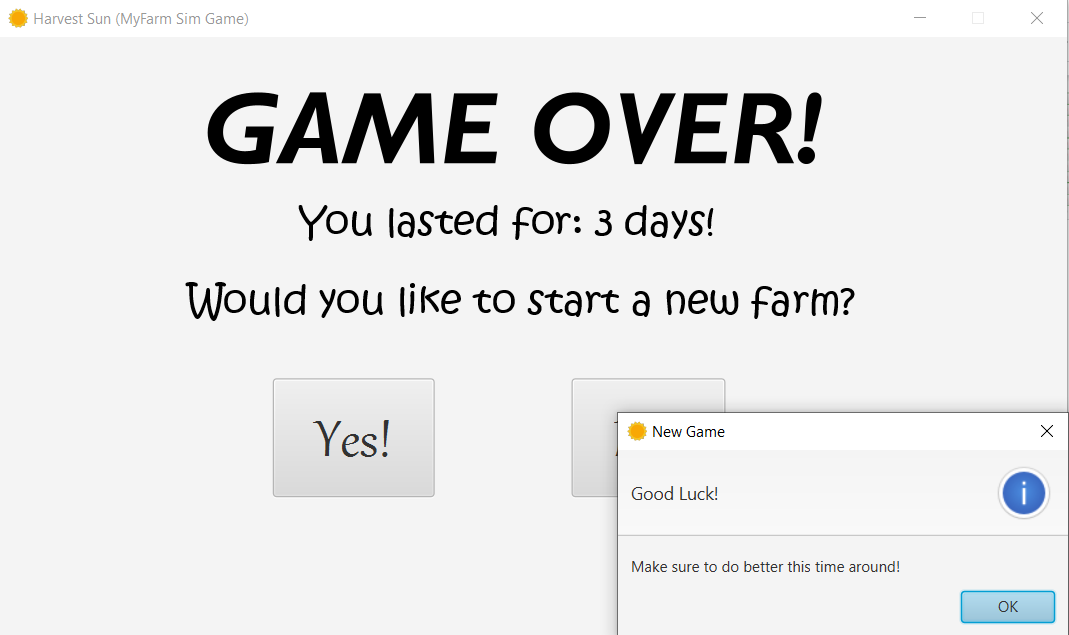 Harvest Sun (MyFarm Sim Game)
GAME OVER!
You lasted for: 3 days!
Would you like to start a new farm?
Yes!
New Game
Good Luck!
Make sure to do better this time around!
OK